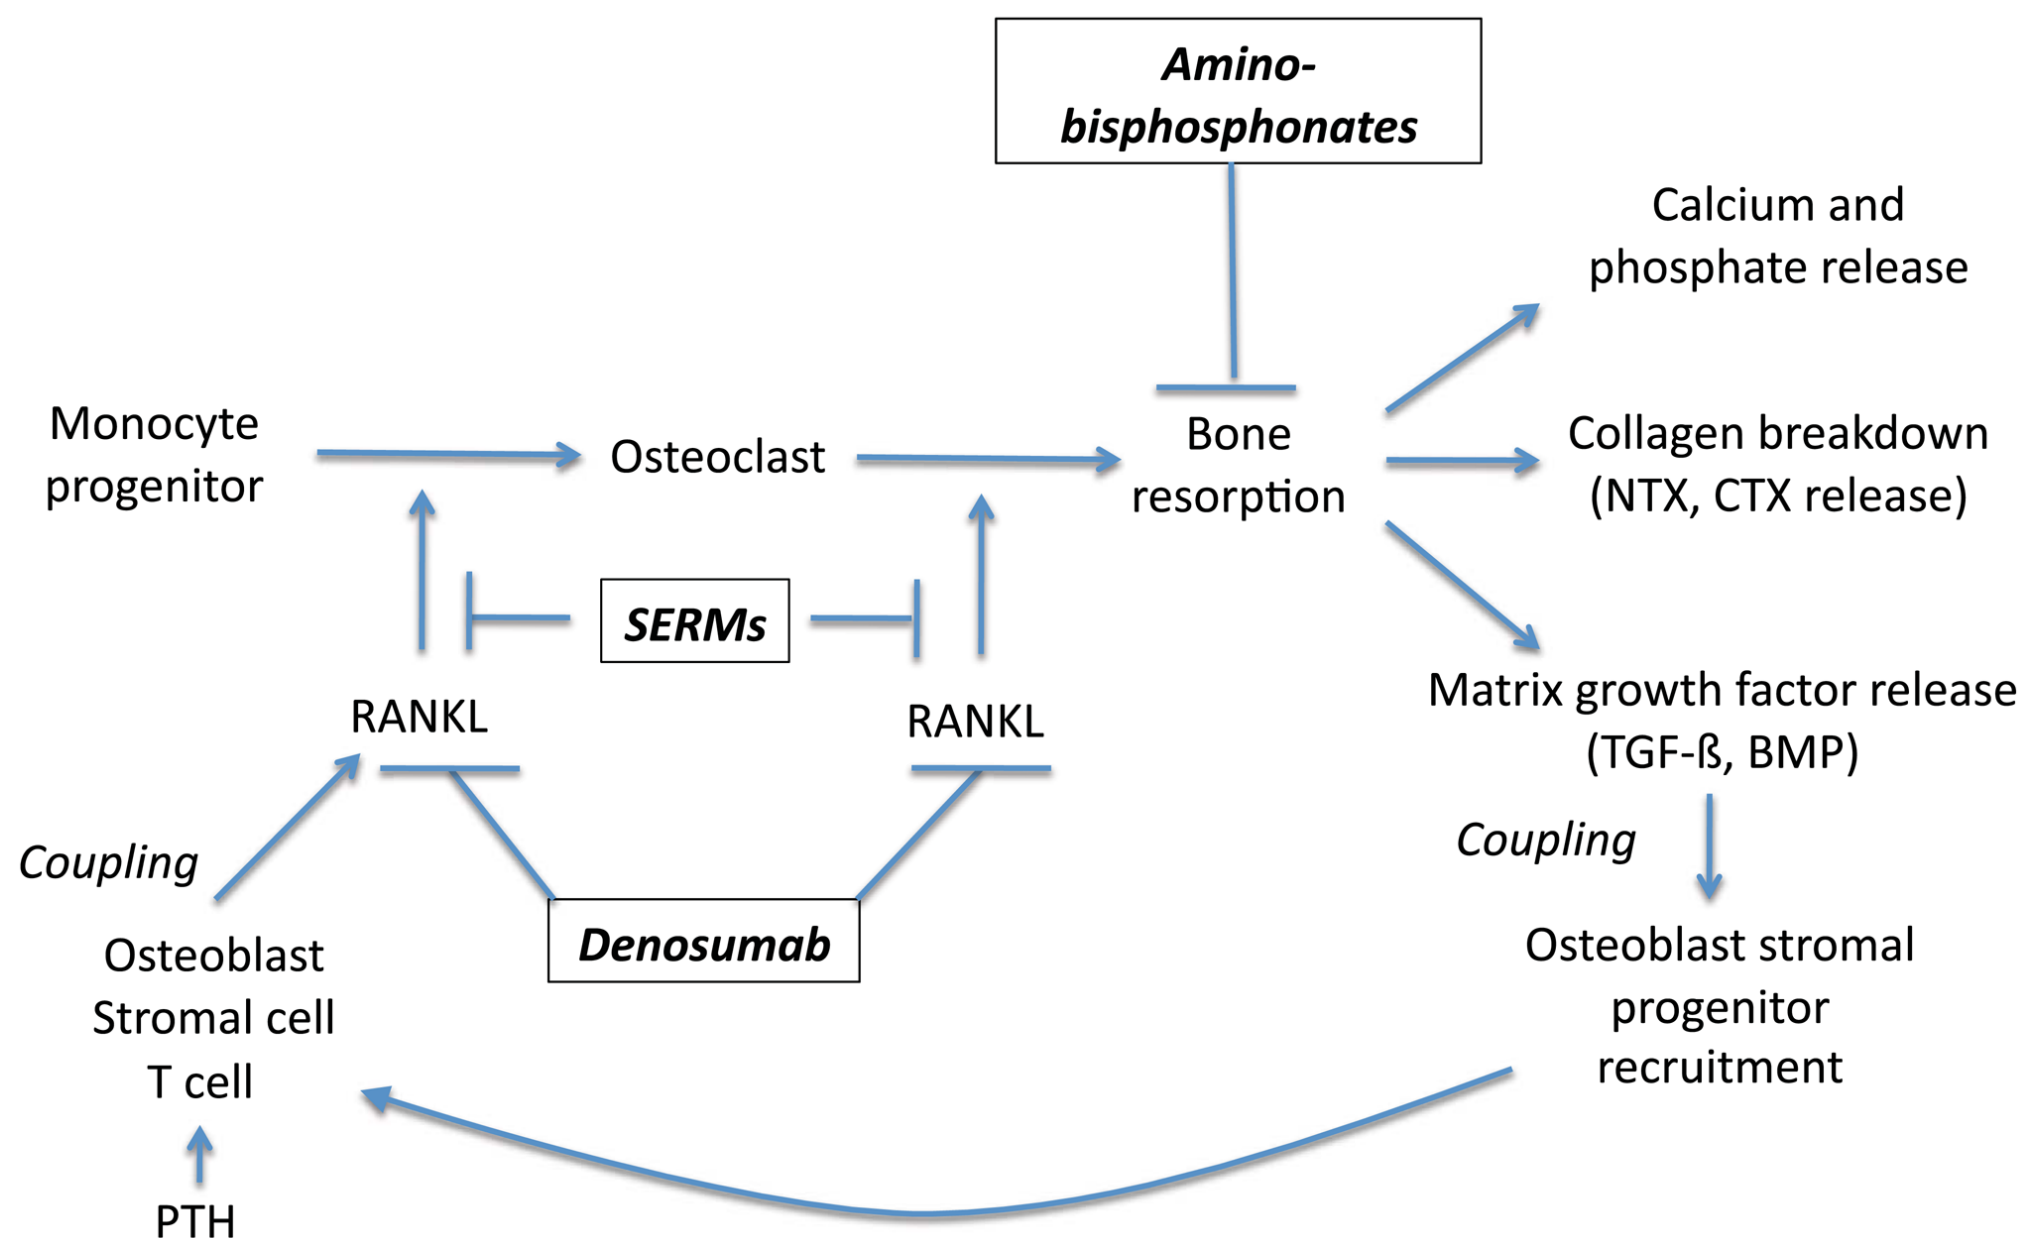 Amino-
bisphosphonates
Calcium and
phosphate release
Monocyte
progenitor
Osteoclast
Bone
resorption
Collagen breakdown
(NTX, CTX release)
SERMs
RANKL
RANKL
Matrix growth factor release
(TGF-ß, BMP)
Coupling
Coupling
Denosumab
Osteoblast
Stromal cell
T cell
Osteoblast stromal
progenitor
recruitment
PTH